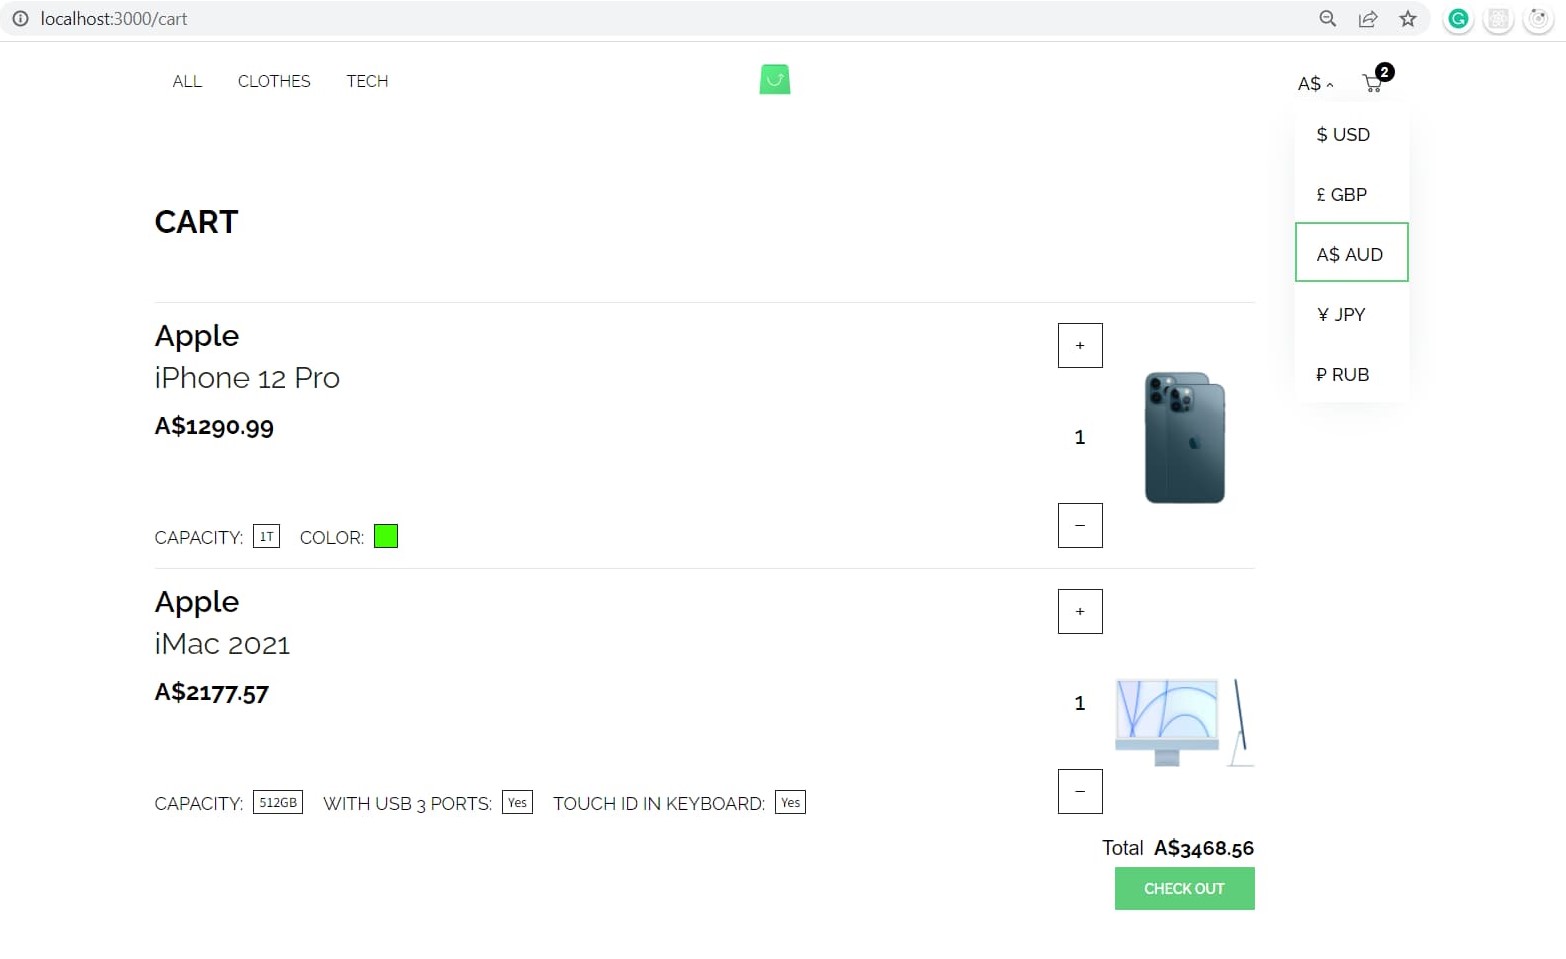 localhost:3000/cart
ALL CLOTHES TECH
A$ 2
$ USD
£ GBP
A$ AUD
¥ JPY
₽ RUB
CART
Apple
iPhone 12 Pro
A$1290.99
CAPACITY: 1T COLOR:
+
1
−
Apple
iMac 2021
A$2177.57
CAPACITY: 512GB WITH USB 3 PORTS: Yes TOUCH ID IN KEYBOARD: Yes
+
1
−
Total A$3468.56
CHECK OUT